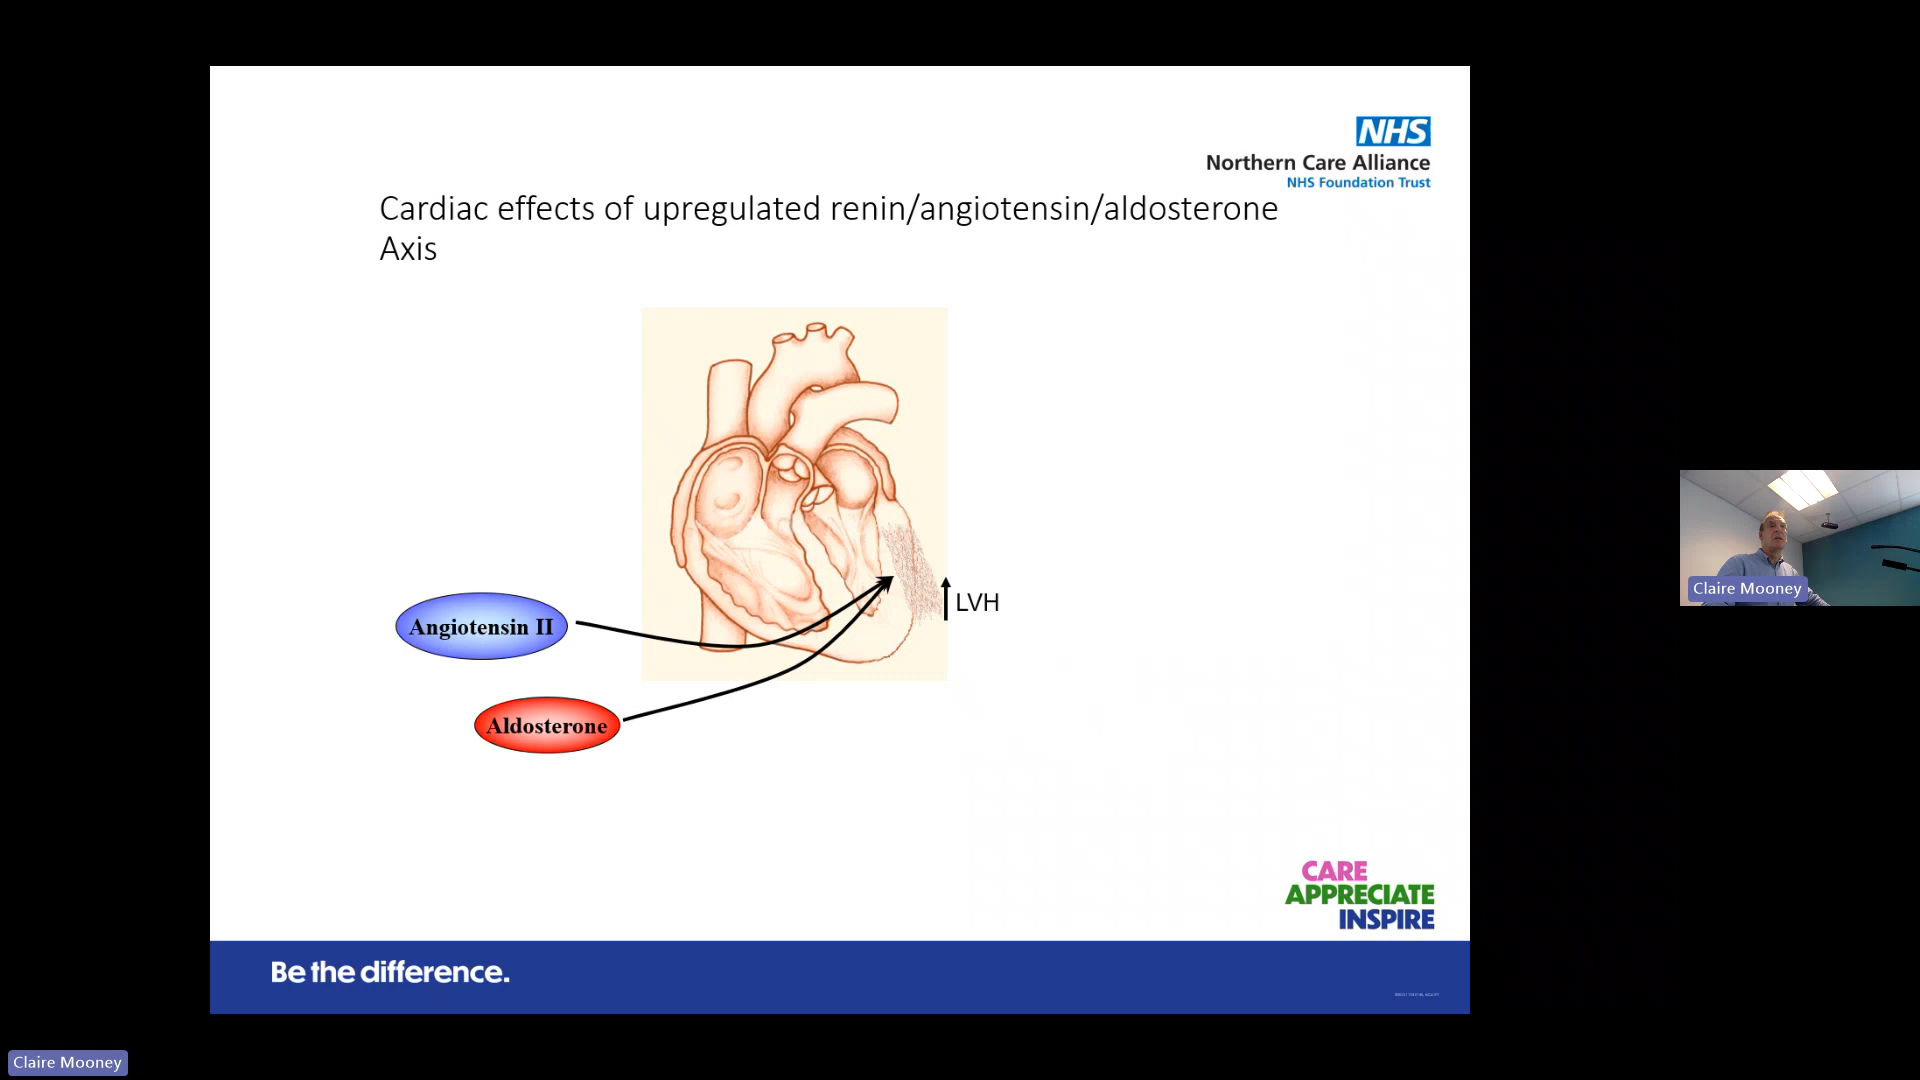 NHS
Northern Care Alliance
NHS Foundation Trust
Cardiac effects of upregulated renin/angiotensin/aldosterone
Axis
LVH
Angiotensin II
Aldosterone
CARE
APPRECIATE
INSPIRE
Be the difference.
Claire Mooney
Claire Mooney